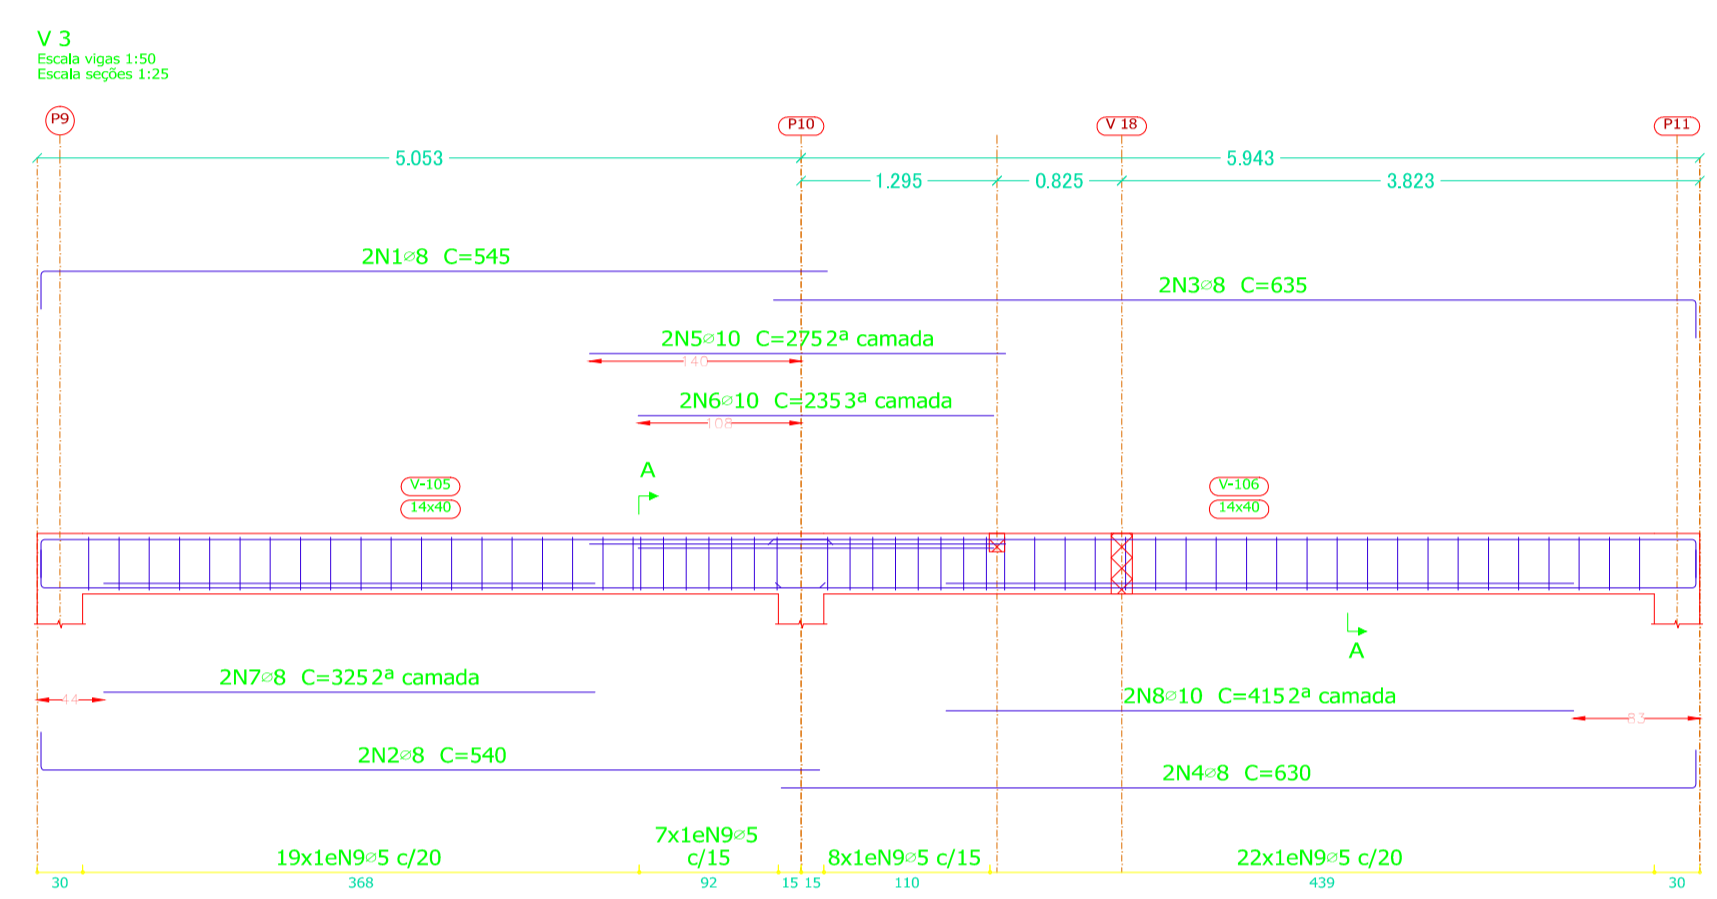 V 3
Escala vigas 1:50
Escala seções 1:25
P9
P10
V 18
P11
5.053
5.943
1.295
0.825
3.823
2N1⌀8 C=545
2N3⌀8 C=635
2N5⌀10 C=275 2ª camada
140
2N6⌀10 C=235 3ª camada
108
A
V-105
14x40
V-106
14x40
A
2N7⌀8 C=325 2ª camada
44
2N8⌀10 C=415 2ª camada
83
2N2⌀8 C=540
2N4⌀8 C=630
19x1eN9⌀5 c/20
7x1eN9⌀5
c/15
8x1eN9⌀5 c/15
22x1eN9⌀5 c/20
30
368
92
15
15
110
439
30